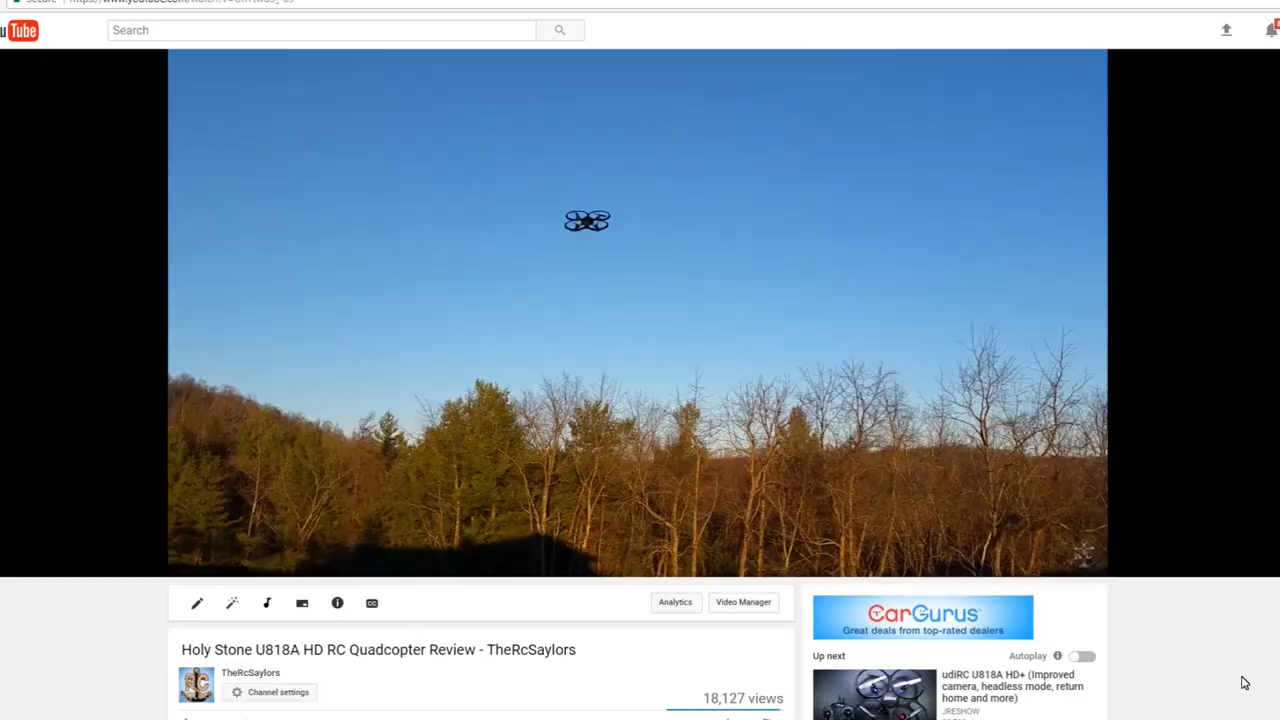 Tube
Search
Analytics
Video Manager
CarGurus
Great deals from top-rated dealers
Up next
Autoplay
Holy Stone U818A HD RC Quadcopter Review - TheRcSaylors
TheRcSaylors
Channel settings
18,127 views
udiRC U818A HD+ (Improved
camera, headless mode, return
home and more)
JRESHOW